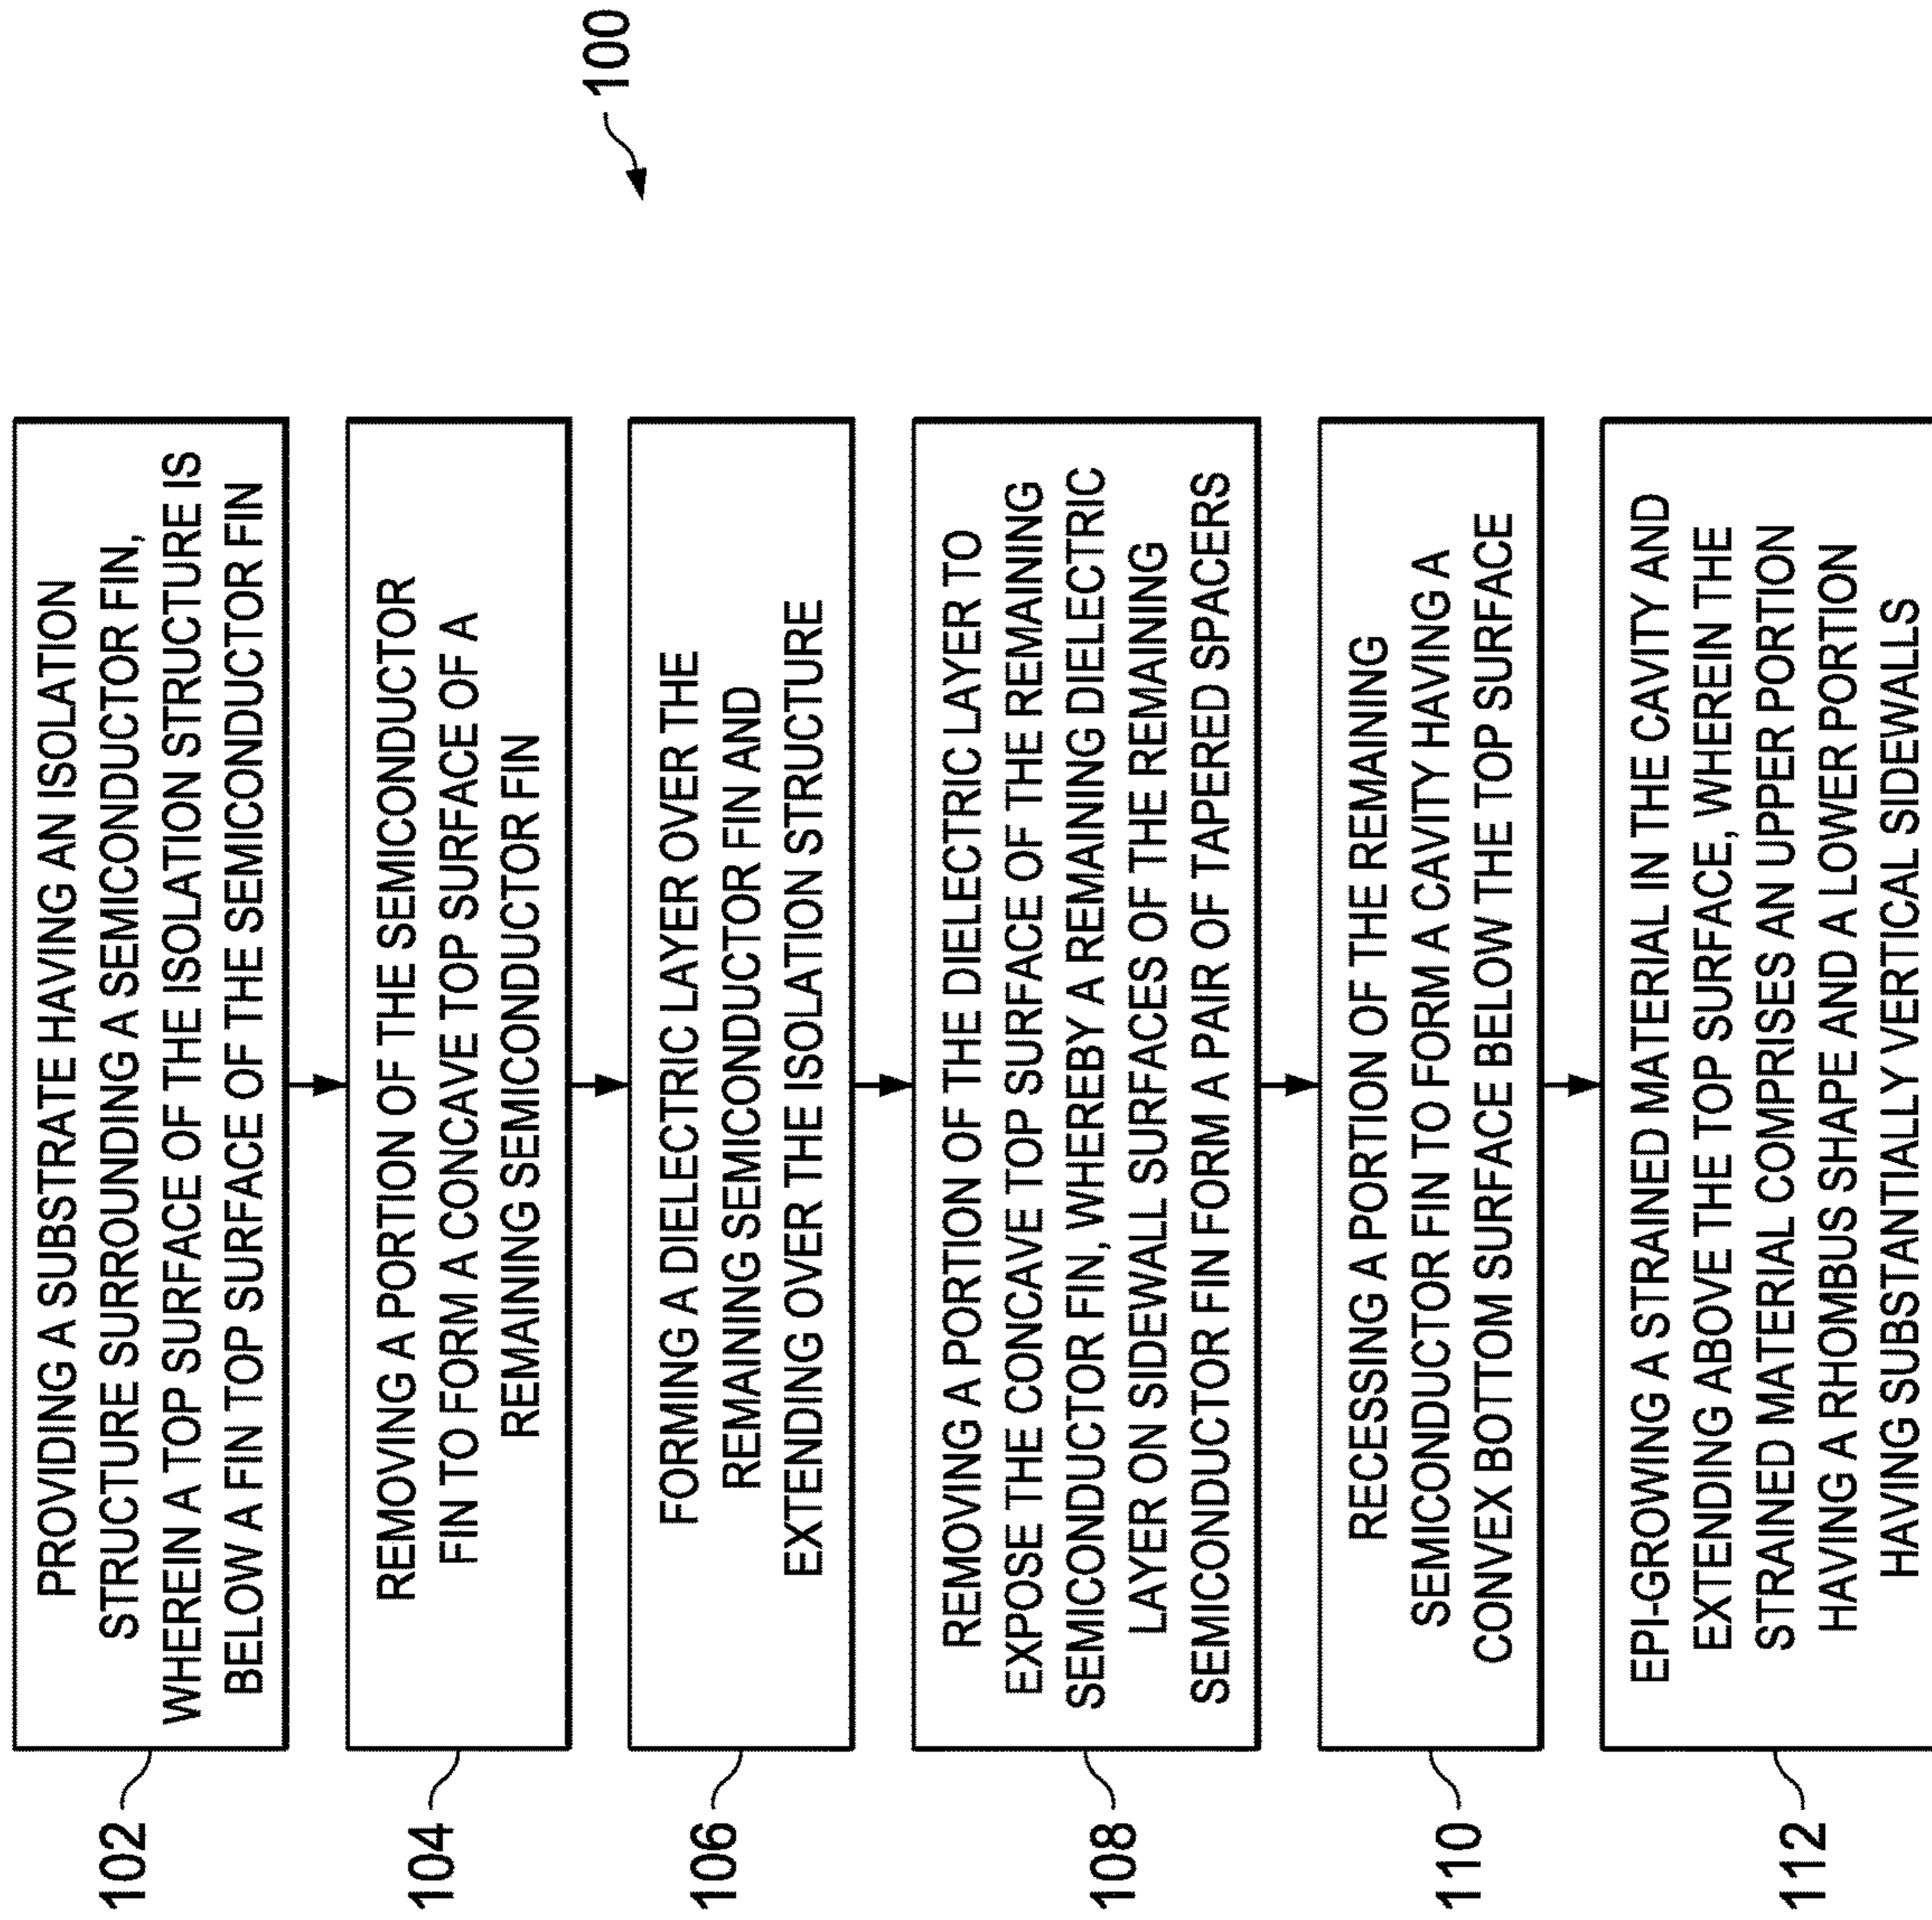 100
102
PROVIDING A SUBSTRATE HAVING AN ISOLATION
STRUCTURE SURROUNDING A SEMICONDUCTOR FIN,
WHEREIN A TOP SURFACE OF THE ISOLATION STRUCTURE IS
BELOW A FIN TOP SURFACE OF THE SEMICONDUCTOR FIN
104
REMOVING A PORTION OF THE SEMICONDUCTOR
FIN TO FORM A CONCAVE TOP SURFACE OF A
REMAINING SEMICONDUCTOR FIN
106
FORMING A DIELECTRIC LAYER OVER THE
REMAINING SEMICONDUCTOR FIN AND
EXTENDING OVER THE ISOLATION STRUCTURE
108
REMOVING A PORTION OF THE DIELECTRIC LAYER TO
EXPOSE THE CONCAVE TOP SURFACE OF THE REMAINING
SEMICONDUCTOR FIN, WHEREBY A REMAINING DIELECTRIC
LAYER ON SIDEWALL SURFACES OF THE REMAINING
SEMICONDUCTOR FIN FORM A PAIR OF TAPERED SPACERS
110
RECESSING A PORTION OF THE REMAINING
SEMICONDUCTOR FIN TO FORM A CAVITY HAVING A
CONVEX BOTTOM SURFACE BELOW THE TOP SURFACE
112
EPI-GROWING A STRAINED MATERIAL IN THE CAVITY AND
EXTENDING ABOVE THE TOP SURFACE, WHEREIN THE
STRAINED MATERIAL COMPRISES AN UPPER PORTION
HAVING A RHOMBUS SHAPE AND A LOWER PORTION
HAVING SUBSTANTIALLY VERTICAL SIDEWALLS